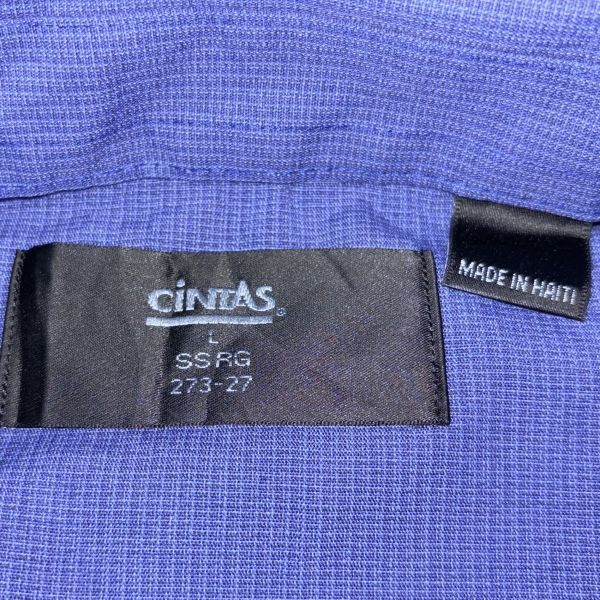 CiNTAS®
L
SS RG
273-27
MADE IN HAITI